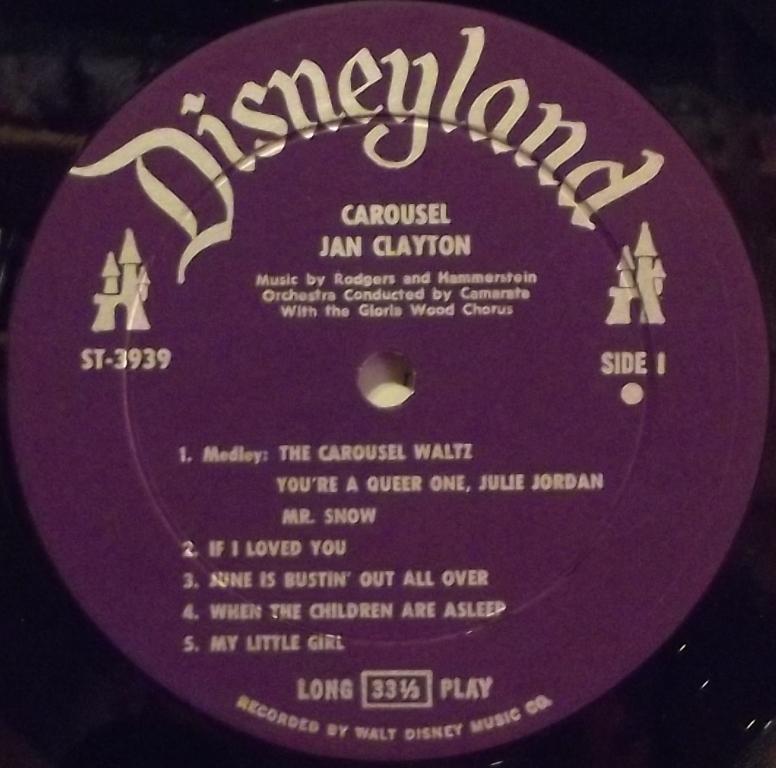 Disneyland
CAROUSEL
JAN CLAYTON
Music by Rodgers and Hammerstein
Orchestra Conducted by Camarata
With the Gloria Wood Chorus
ST-3939
SIDE 1
1. Medley: THE CAROUSEL WALTZ
YOU'RE A QUEER ONE, JULIE JORDAN
MR. SNOW
2. IF I LOVED YOU
3. JUNE IS BUSTIN' OUT ALL OVER
4. WHEN THE CHILDREN ARE ASLEEP
5. MY LITTLE GIRL
LONG 33⅓ PLAY
RECORDED BY WALT DISNEY MUSIC CO.